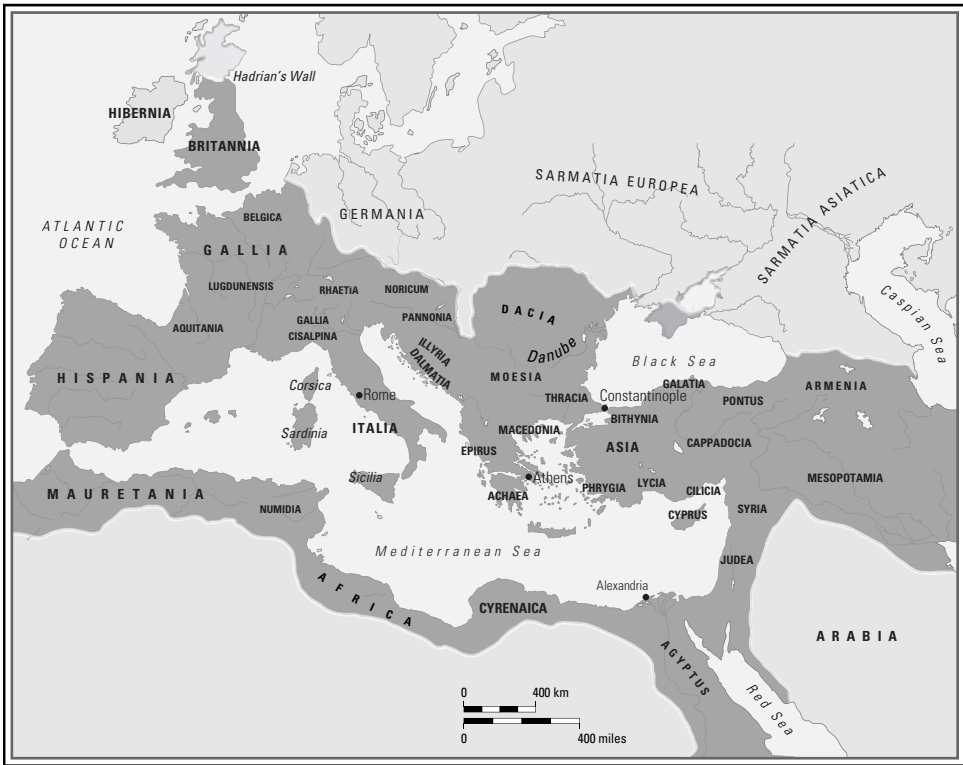 Hadrian's Wall
HIBERNIA
BRITANNIA
SARMATIA EUROPEA
SARMATIA ASIATICA
ATLANTIC
OCEAN
BELGICA
GERMANIA
GALLIA
LUGDUNENSIS
RHAETiA
NORICUM
Caspian Sea
AQUITANIA
GALLIA
CISALPINA
PANNONIA
DACIA
Danube
ILLYRIA
DALMATIA
Black Sea
HISPANIA
Corsica
MOESIA
GALATIA
ARMENIA
Rome
THRACIA
Constantinople
PONTUS
BITHYNIA
Sardinia
ITALIA
MACEDONIA
ASIA
CAPPADOCIA
EPIRUS
Sicilia
Athens
PHRYGIA
LYCIA
CILICIA
MESOPOTAMIA
MAURETANIA
NUMIDIA
ACHAEA
CYPRUS
SYRIA
Mediterranean Sea
JUDEA
AFRICA
Alexandria
CYRENAICA
ARABIA
AGYPTUS
Red Sea
0 400 km
0 400 miles